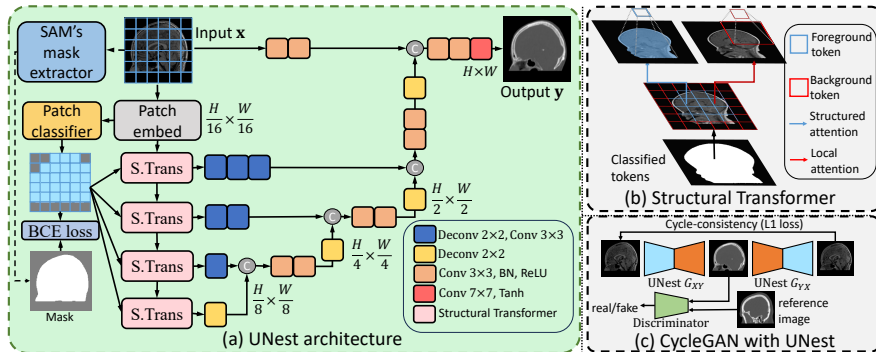 SAM's
mask
extractor
Input x
H×W
Output y
Patch
classifier
Patch
embed
H/16 × W/16
S.Trans
S.Trans
S.Trans
S.Trans
BCE loss
Mask
C
C
C
C
H/2 × W/2
H/4 × W/4
H/8 × W/8
Deconv 2×2, Conv 3×3
Deconv 2×2
Conv 3×3, BN, ReLU
Conv 7×7, Tanh
Structural Transformer
(a) UNest architecture
Foreground
token
Background
token
Structured
attention
Local
attention
Classified
tokens
(b) Structural Transformer
Cycle-consistency (L1 loss)
UNest G_XY
UNest G_YX
real/fake
Discriminator
reference
image
(c) CycleGAN with UNest